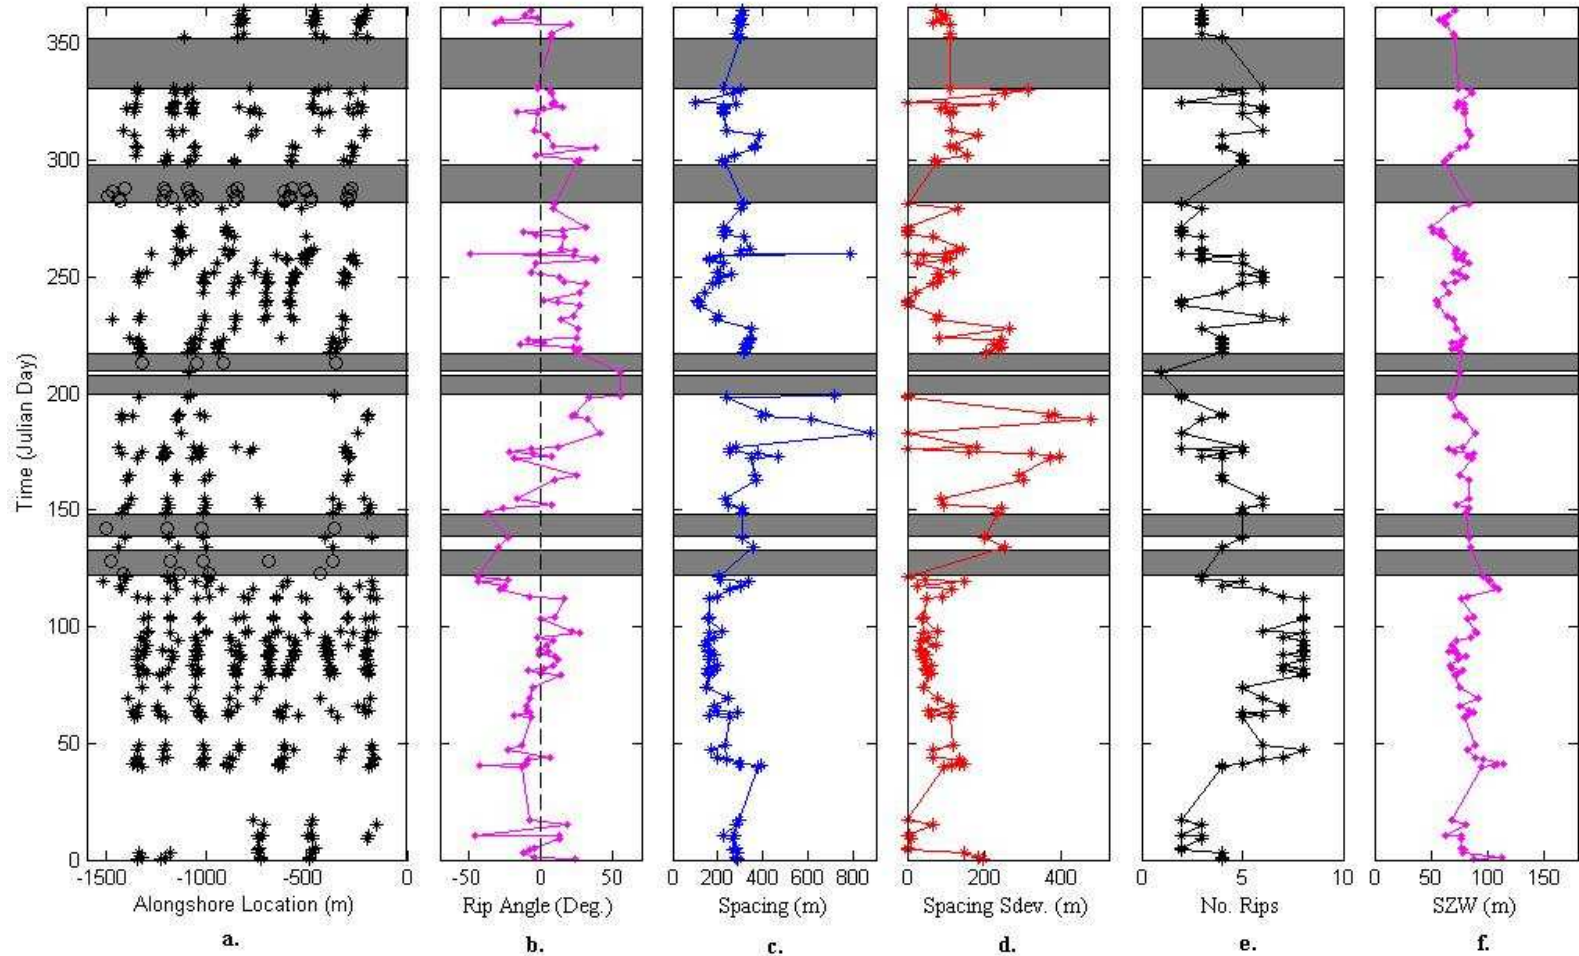 350
300
250
200
150
100
50
0
Time (Julian Day)
-1500 -1000 -500 0
-50 0 50
0 200 400 600 800
0 200 400
0 5 10
0 50 100 150
Alongshore Location (m)
Rip Angle (Deg.)
Spacing (m)
Spacing Sdev. (m)
No. Rips
SZW (m)
a.
b.
c.
d.
e.
f.